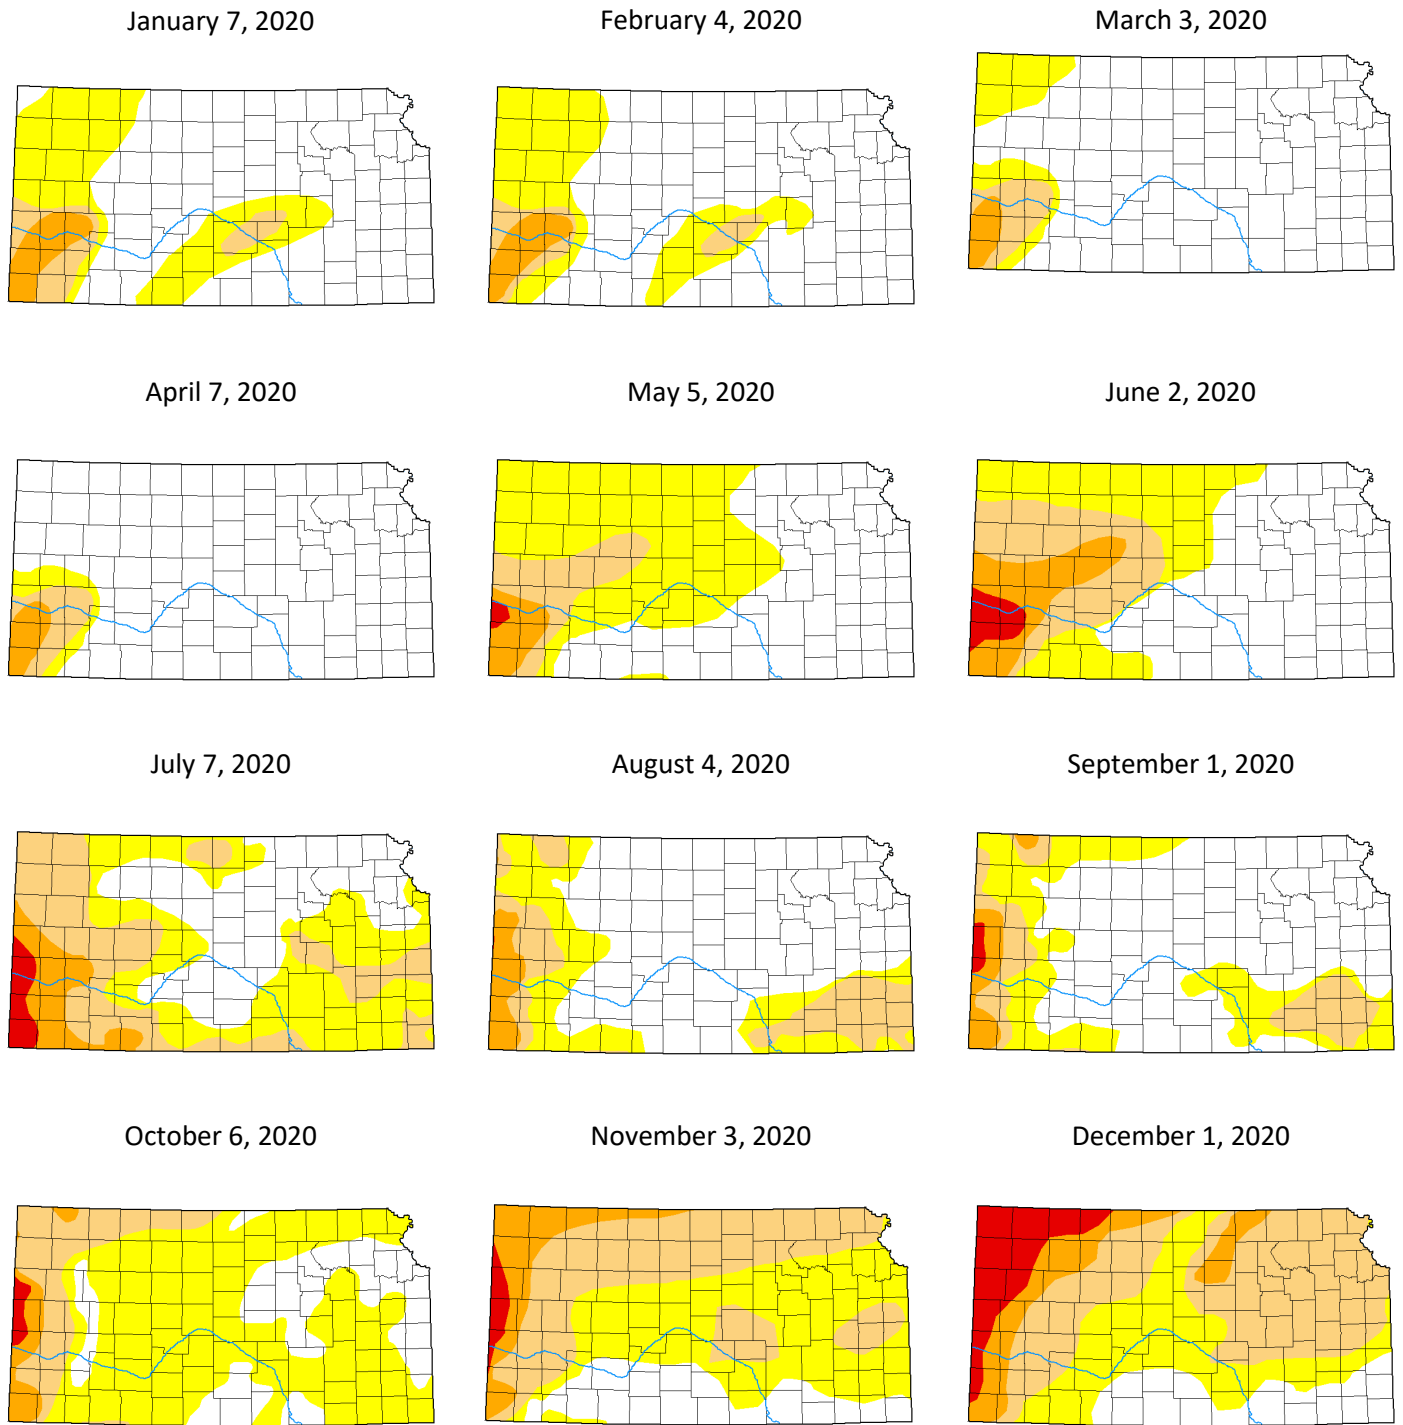 January 7, 2020
February 4, 2020
March 3, 2020
April 7, 2020
May 5, 2020
June 2, 2020
July 7, 2020
August 4, 2020
September 1, 2020
October 6, 2020
November 3, 2020
December 1, 2020